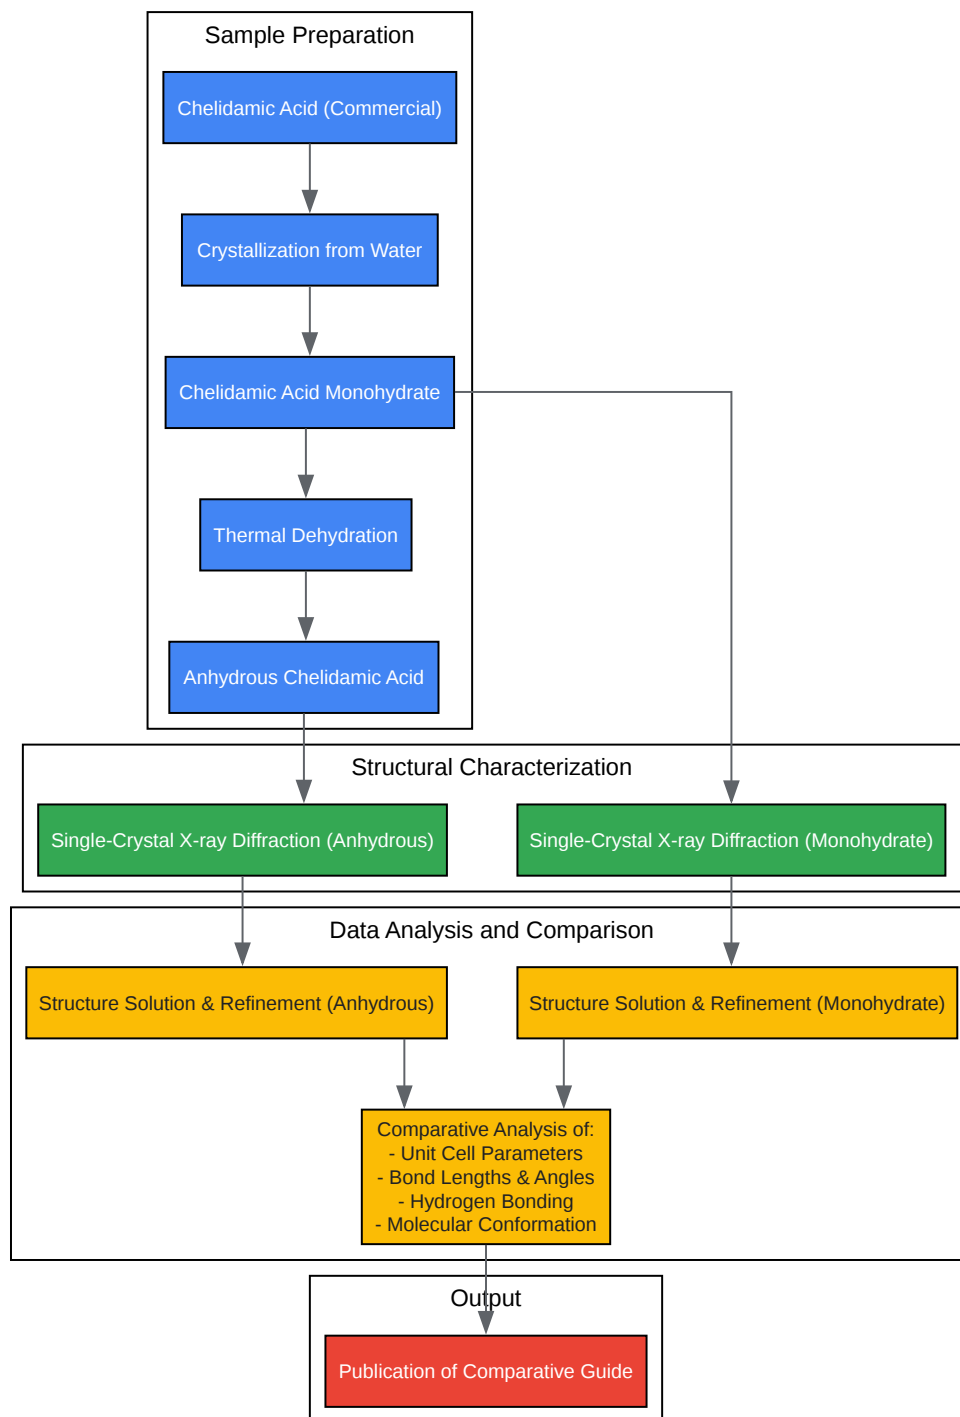 Sample Preparation
Chelidamic Acid (Commercial)
Crystallization from Water
Chelidamic Acid Monohydrate
Thermal Dehydration
Anhydrous Chelidamic Acid
Structural Characterization
Single-Crystal X-ray Diffraction (Anhydrous)
Single-Crystal X-ray Diffraction (Monohydrate)
Data Analysis and Comparison
Structure Solution & Refinement (Anhydrous)
Structure Solution & Refinement (Monohydrate)
Comparative Analysis of:
- Unit Cell Parameters
- Bond Lengths & Angles
- Hydrogen Bonding
- Molecular Conformation
Output
Publication of Comparative Guide